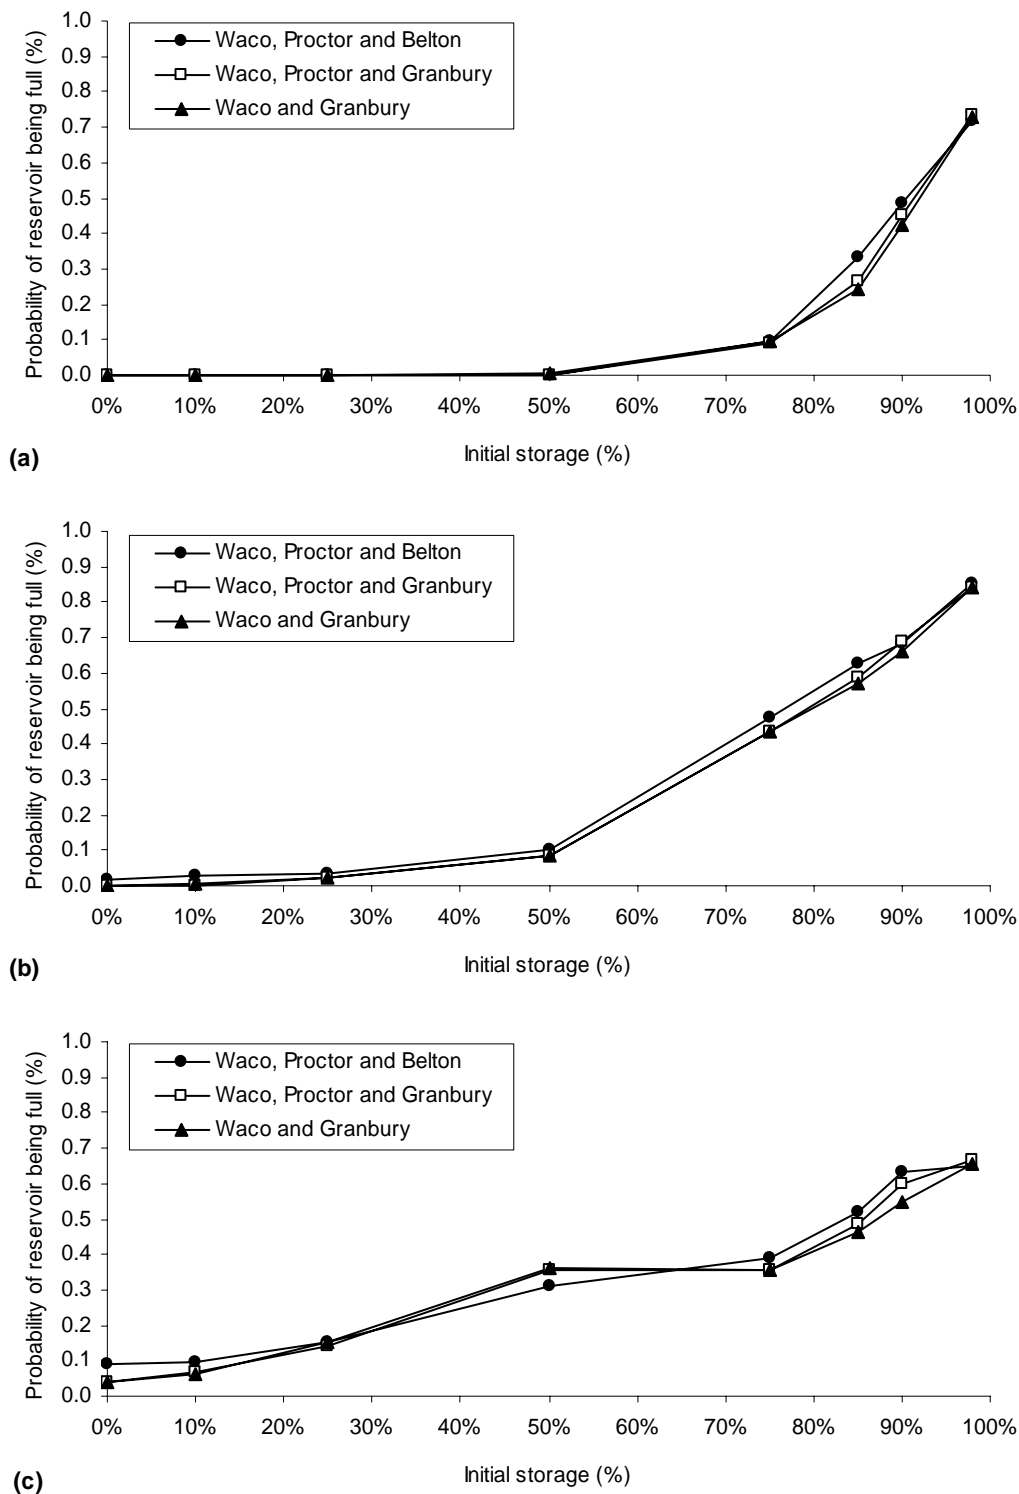 Probability of reservoir being full (%)
1.0
0.9
0.8
0.7
0.6
0.5
0.4
0.3
0.2
0.1
0.0
Waco, Proctor and Belton
Waco, Proctor and Granbury
Waco and Granbury
0% 10% 20% 30% 40% 50% 60% 70% 80% 90% 100%
Initial storage (%)
(a)
Probability of reservoir being full (%)
1.0
0.9
0.8
0.7
0.6
0.5
0.4
0.3
0.2
0.1
0.0
Waco, Proctor and Belton
Waco, Proctor and Granbury
Waco and Granbury
0% 10% 20% 30% 40% 50% 60% 70% 80% 90% 100%
Initial storage (%)
(b)
Probability of reservoir being full (%)
1.0
0.9
0.8
0.7
0.6
0.5
0.4
0.3
0.2
0.1
0.0
Waco, Proctor and Belton
Waco, Proctor and Granbury
Waco and Granbury
0% 10% 20% 30% 40% 50% 60% 70% 80% 90% 100%
Initial storage (%)
(c)